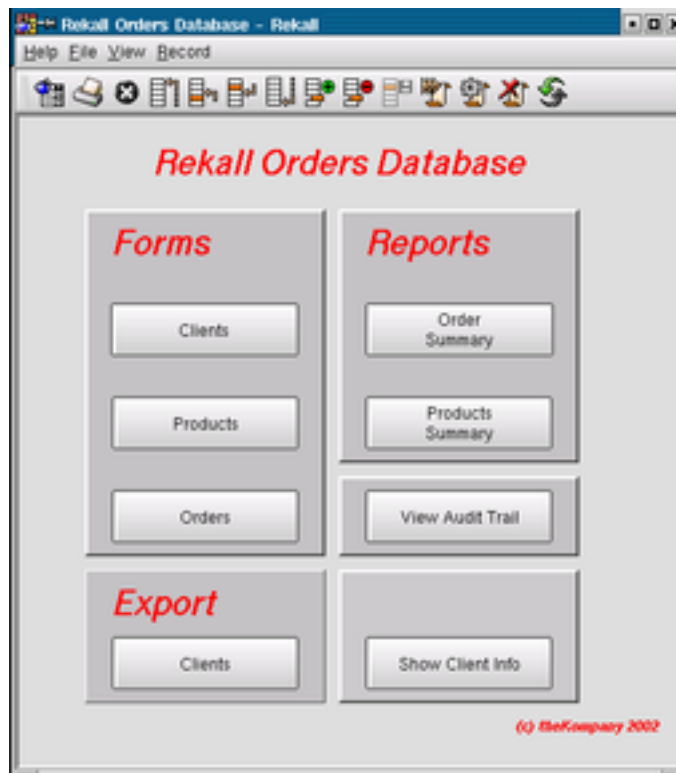 Rekall Orders Database - Rekall
Help File View Record
Rekall Orders Database
Forms
Clients
Products
Orders
Reports
Order
Summary
Products
Summary
View Audit Trail
Export
Clients
Show Client Info
(c) theKompany 2002